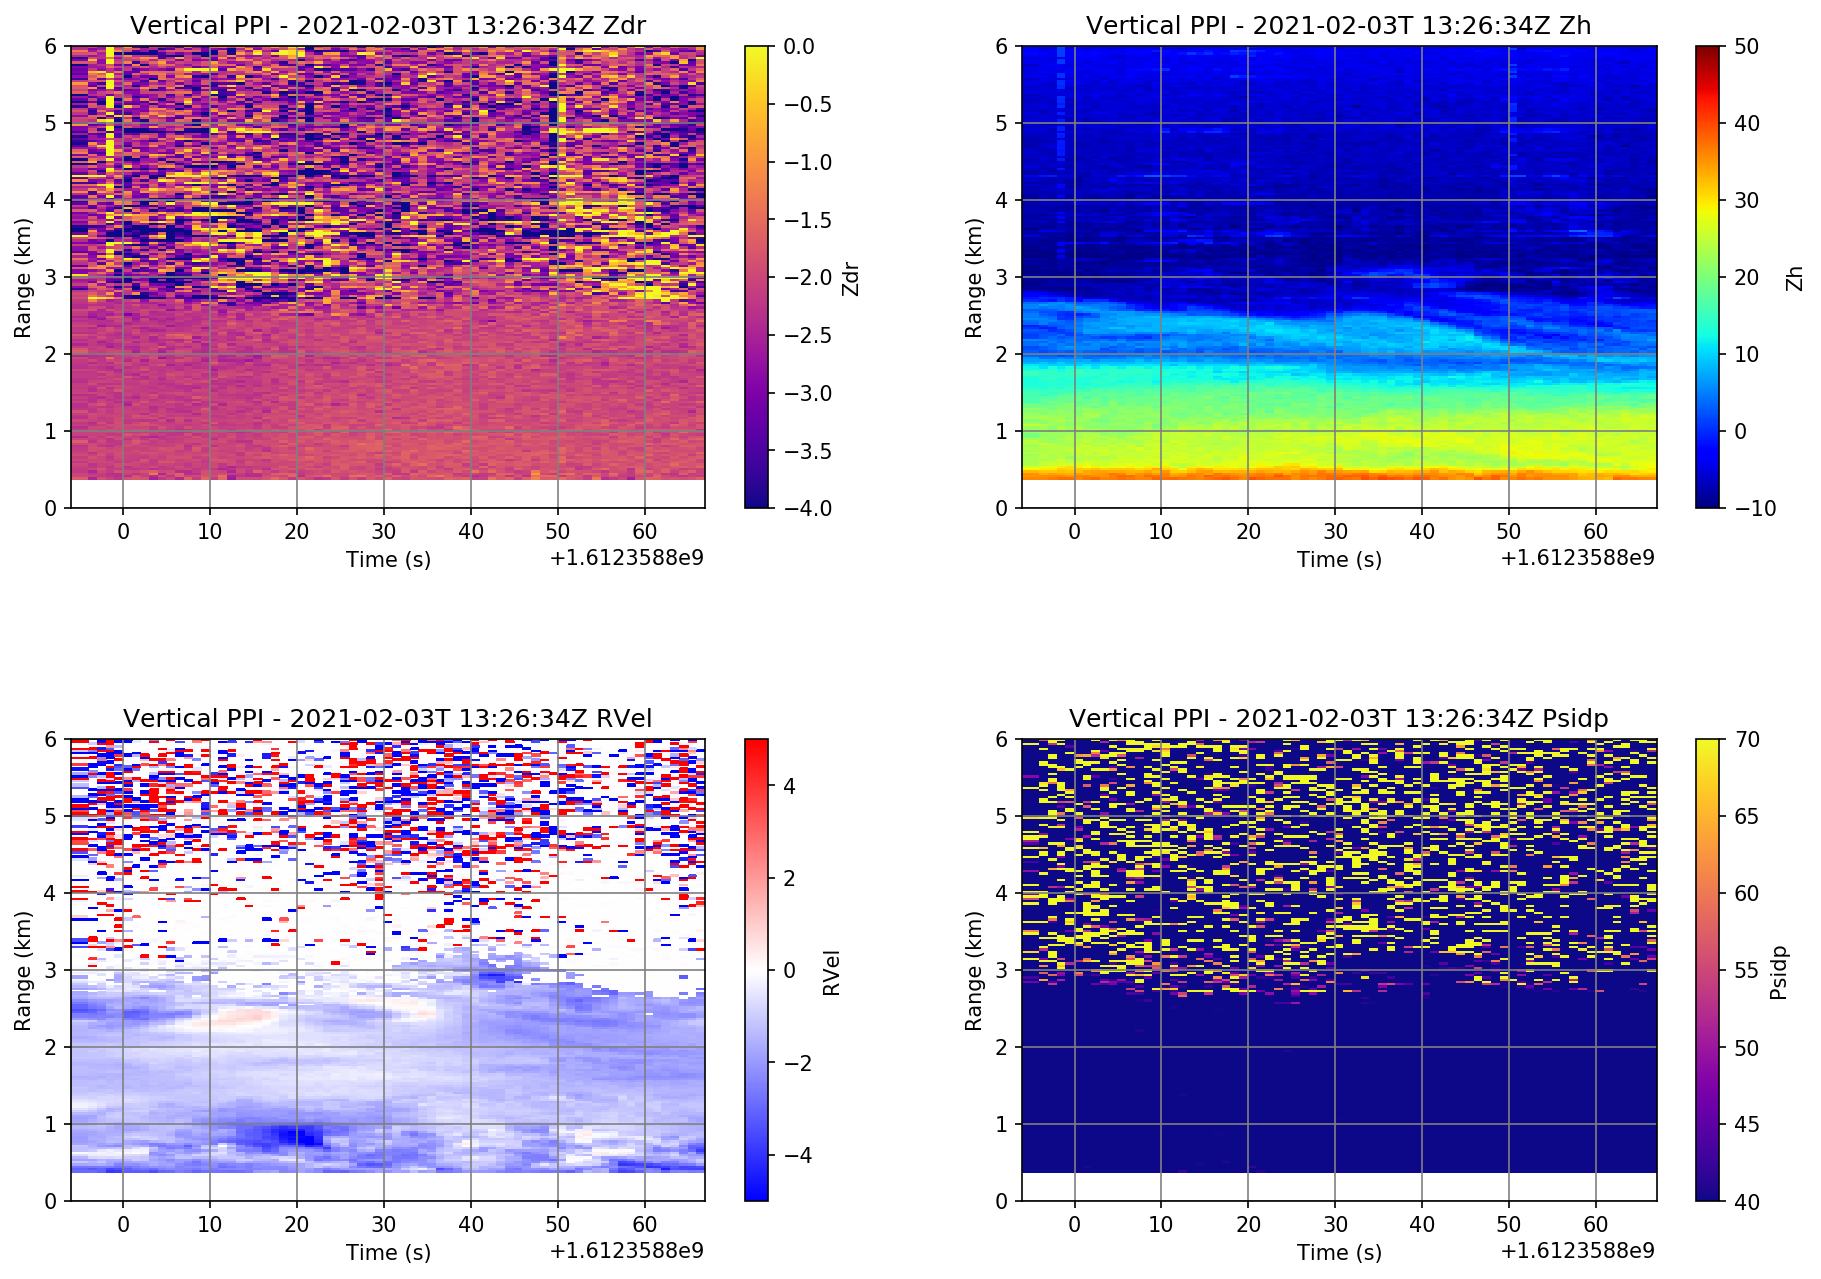 Vertical PPI - 2021-02-03T 13:26:34Z Zdr
6
5
4
3
2
1
0
Range (km)
0 10 20 30 40 50 60
Time (s)
+1.6123588e9
0.0
−0.5
−1.0
−1.5
−2.0
−2.5
−3.0
−3.5
−4.0
Zdr
Vertical PPI - 2021-02-03T 13:26:34Z Zh
6
5
4
3
2
1
0
Range (km)
0 10 20 30 40 50 60
Time (s)
+1.6123588e9
50
40
30
20
10
0
−10
Zh
Vertical PPI - 2021-02-03T 13:26:34Z RVel
6
5
4
3
2
1
0
Range (km)
0 10 20 30 40 50 60
Time (s)
+1.6123588e9
4
2
0
−2
−4
RVel
Vertical PPI - 2021-02-03T 13:26:34Z Psidp
6
5
4
3
2
1
0
Range (km)
0 10 20 30 40 50 60
Time (s)
+1.6123588e9
70
65
60
55
50
45
40
Psidp